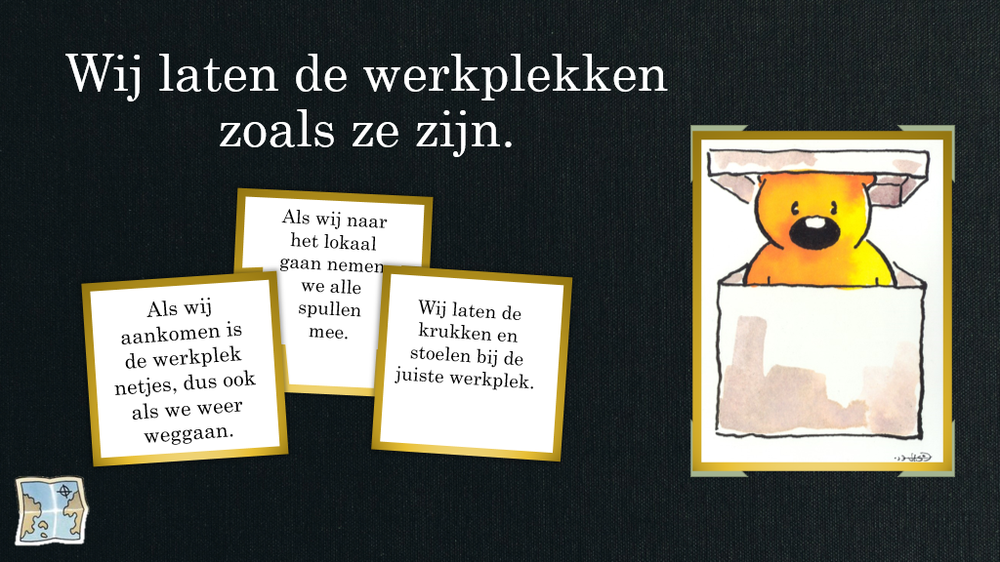 Wij laten de werkplekken
zoals ze zijn.
Als wij naar
het lokaal
gaan nemen
we alle
spullen
mee.
Als wij
aankomen is
de werkplek
netjes, dus ook
als we weer
weggaan.
Wij laten de
krukken en
stoelen bij de
juiste werkplek.